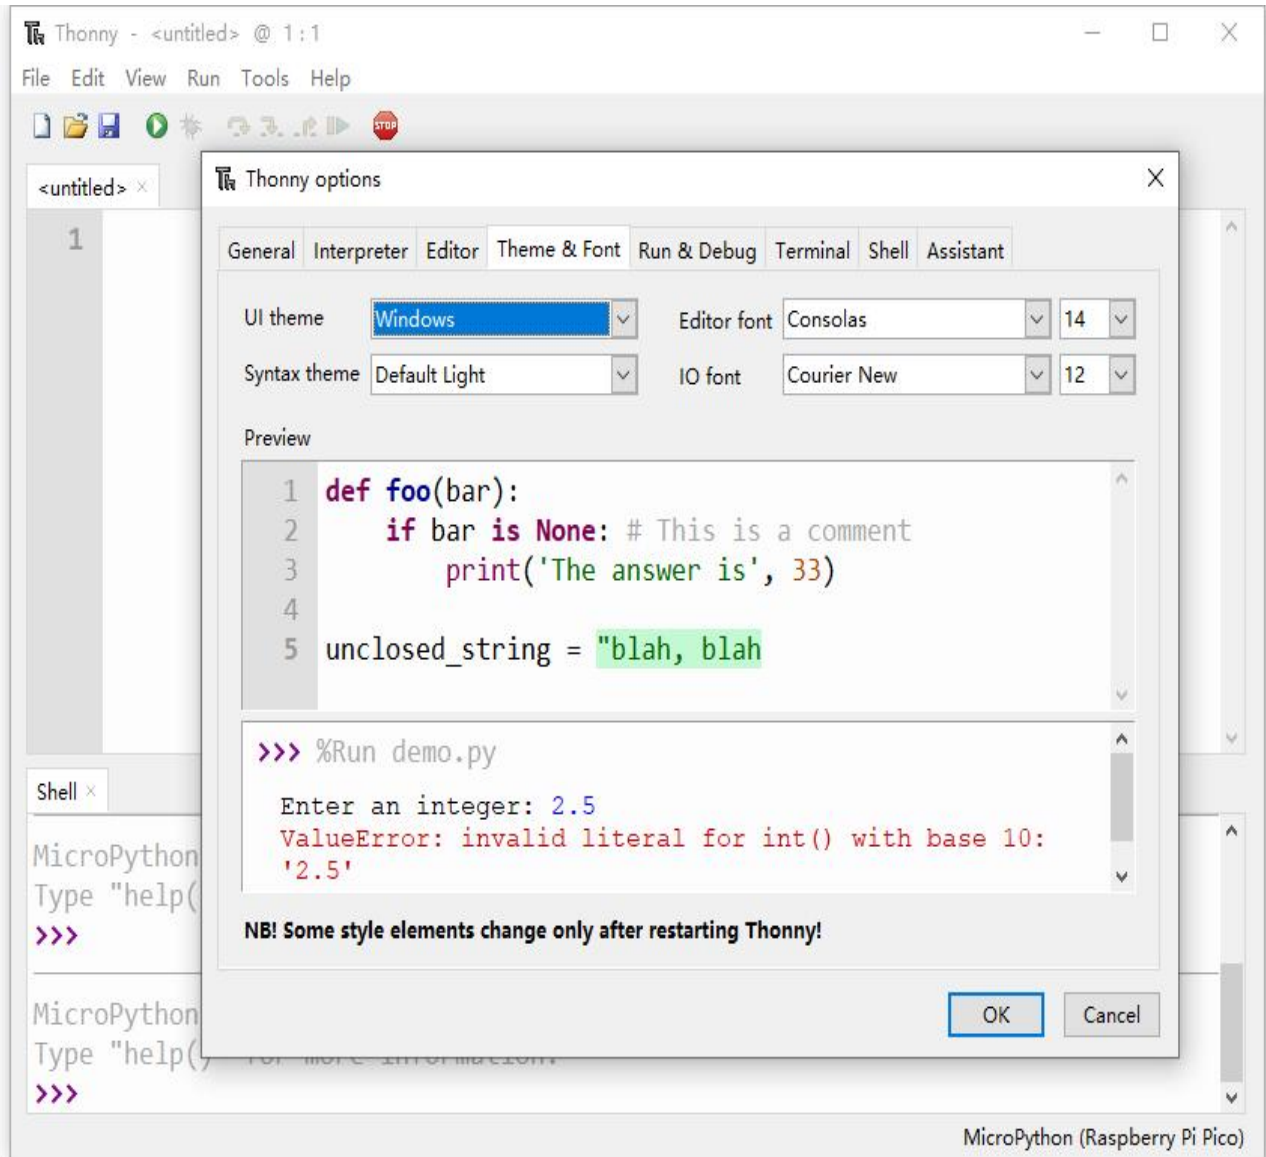 Thonny - <untitled> @ 1:1
File Edit View Run Tools Help
STOP
<untitled> ×
1
Thonny options
General Interpreter Editor Theme & Font Run & Debug Terminal Shell Assistant
UI theme Windows Editor font Consolas 14
Syntax theme Default Light IO font Courier New 12
Preview
1 def foo(bar):
2     if bar is None: # This is a comment
3         print('The answer is', 33)
4
5 unclosed_string = "blah, blah
>>> %Run demo.py
Enter an integer: 2.5
ValueError: invalid literal for int() with base 10:
'2.5'
NB! Some style elements change only after restarting Thonny!
OK Cancel
Shell ×
MicroPython
Type "help(
>>>
MicroPython
Type "help()" for more information.
>>>
MicroPython (Raspberry Pi Pico)